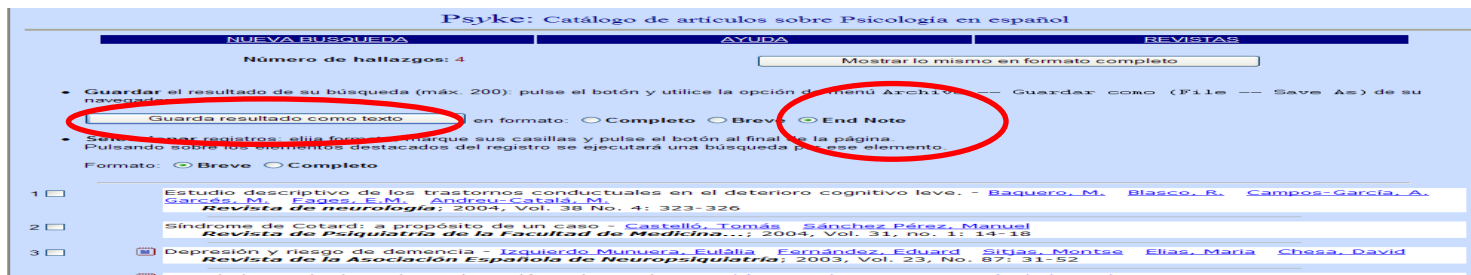 Psyke: Catálogo de artículos sobre Psicología en español
NUEVA BUSQUEDA AYUDA REVISTAS
Número de hallazgos: 4 Mostrar lo mismo en formato completo
Guardar el resultado de su búsqueda (máx. 200): pulse el botón y utilice la opción de menú Archivo -- Guardar como (File -- Save As) de su
navegador
Guarda resultado como texto en formato: Completo Breve End Note
Seleccionar registros: elija formato, marque sus casillas y pulse el botón al final de la página.
Pulsando sobre los elementos destacados del registro se ejecutará una búsqueda por ese elemento.
Formato: Breve Completo
1 Estudio descriptivo de los trastornos conductuales en el deterioro cognitivo leve. - Baquero, M. Blasco, R. Campos-García, A.
Garcés, M. Fages, E.M. Andreu-Catalá, M.
Revista de neurología; 2004, Vol. 38 No. 4: 323-326
2 Síndrome de Cotard: a propósito de un caso - Castelló, Tomás Sánchez Pérez, Manuel
Revista de Psiquiatría de la Facultad de Medicina...; 2004, Vol. 31, no. 1: 14-18
3 Depresión y riesgo de demencia - Izquierdo Munuera, Eulàlia Fernández, Eduard Sitjas, Montse Elias, Maria Chesa, David
Revista de la Asociación Española de Neuropsiquiatría; 2003, Vol. 23, No. 87: 31-52